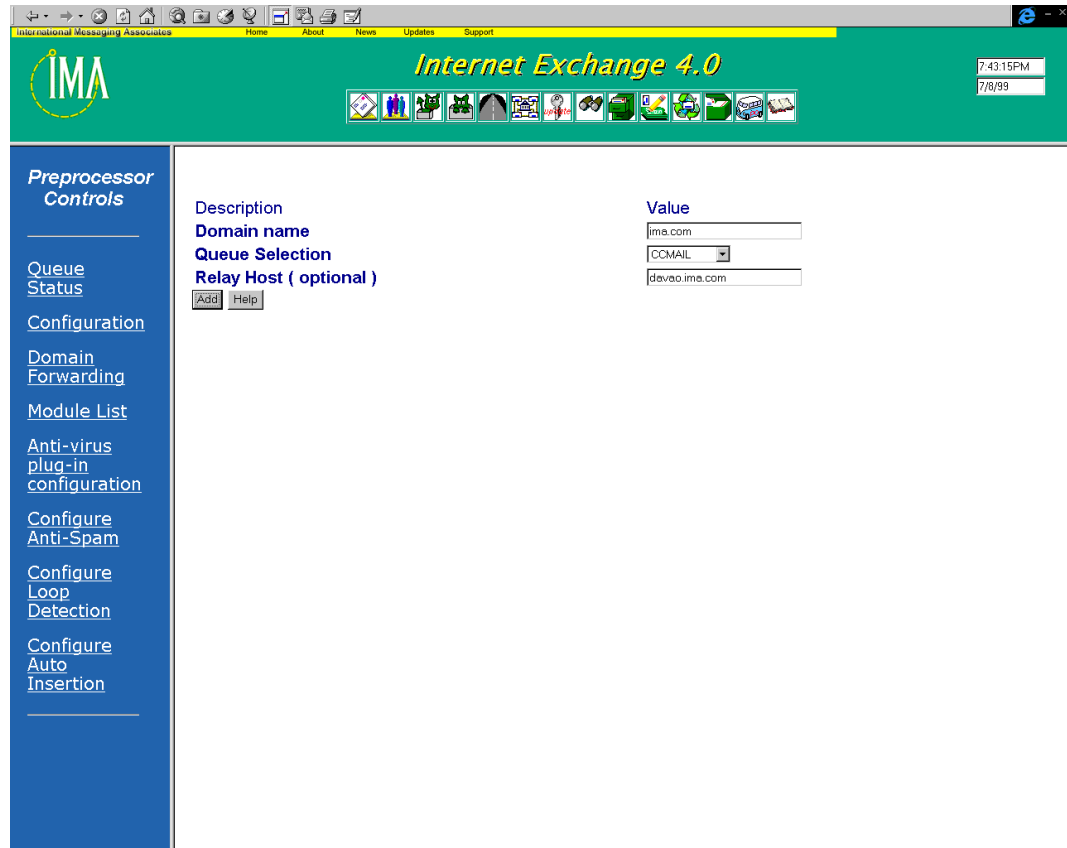 International Messaging Associates
Home About News Updates Support
IMA
Internet Exchange 4.0
7:43:15PM
7/8/99
update
Preprocessor
Controls
Queue
Status
Configuration
Domain
Forwarding
Module List
Anti-virus
plug-in
configuration
Configure
Anti-Spam
Configure
Loop
Detection
Configure
Auto
Insertion
Description Value
Domain name ima.com
Queue Selection CCMAIL
Relay Host ( optional ) davao.ima.com
Add Help